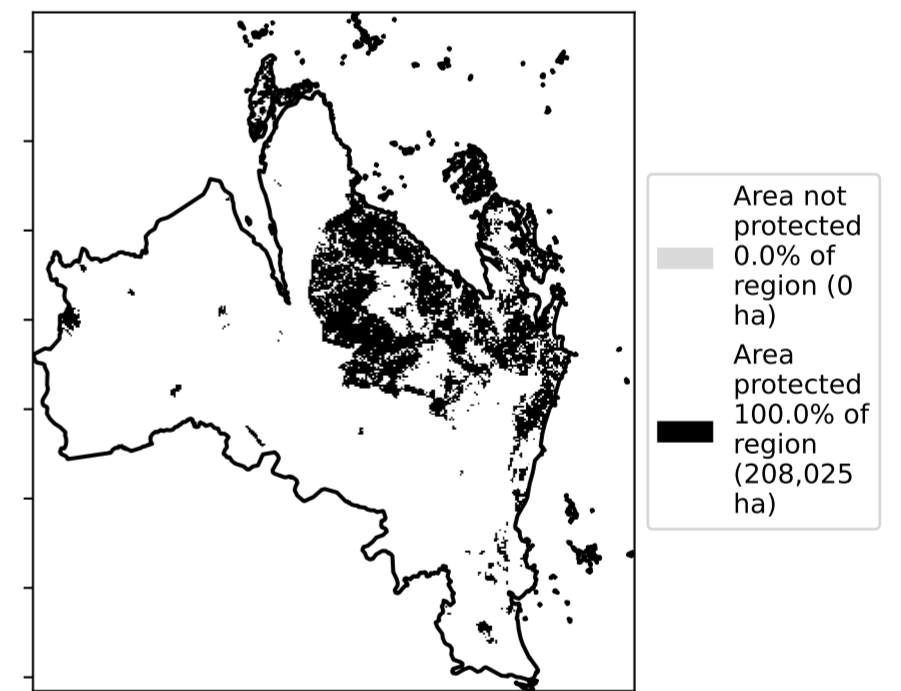 Area not
protected
0.0% of
region (0
ha)
Area
protected
100.0% of
region
(208,025
ha)